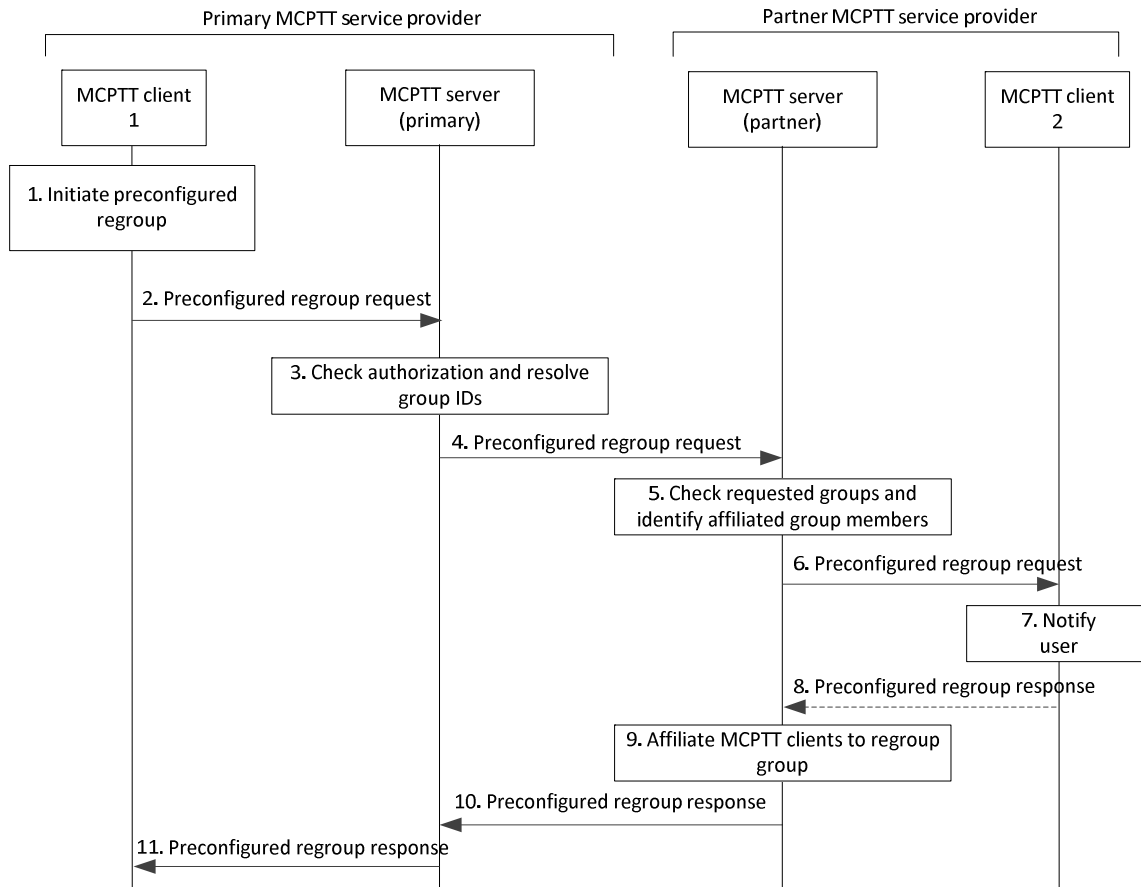 Primary MCPTT service provider
Partner MCPTT service provider
MCPTT client
1
MCPTT server
(primary)
MCPTT server
(partner)
MCPTT client
2
1. Initiate preconfigured
regroup
2. Preconfigured regroup request
3. Check authorization and resolve
group IDs
4. Preconfigured regroup request
5. Check requested groups and
identify affiliated group members
6. Preconfigured regroup request
7. Notify
user
8. Preconfigured regroup response
9. Affiliate MCPTT clients to regroup
group
10. Preconfigured regroup response
11. Preconfigured regroup response